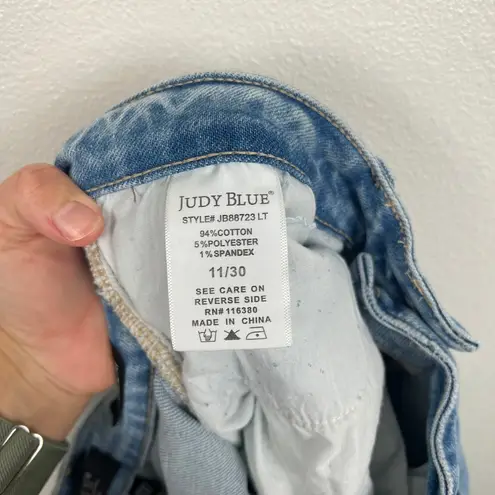 JUDY BLUE®
STYLE# JB88723 LT
94%COTTON
5%POLYESTER
1%SPANDEX
11/30
SEE CARE ON
REVERSE SIDE
RN# 116380
MADE IN CHINA